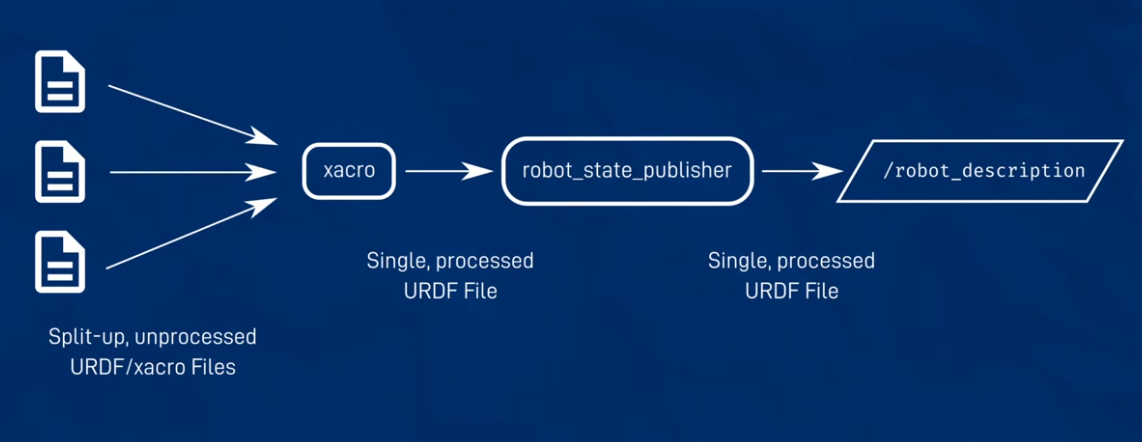 xacro
robot_state_publisher
/robot_description
Single, processed
URDF File
Single, processed
URDF File
Split-up, unprocessed
URDF/xacro Files